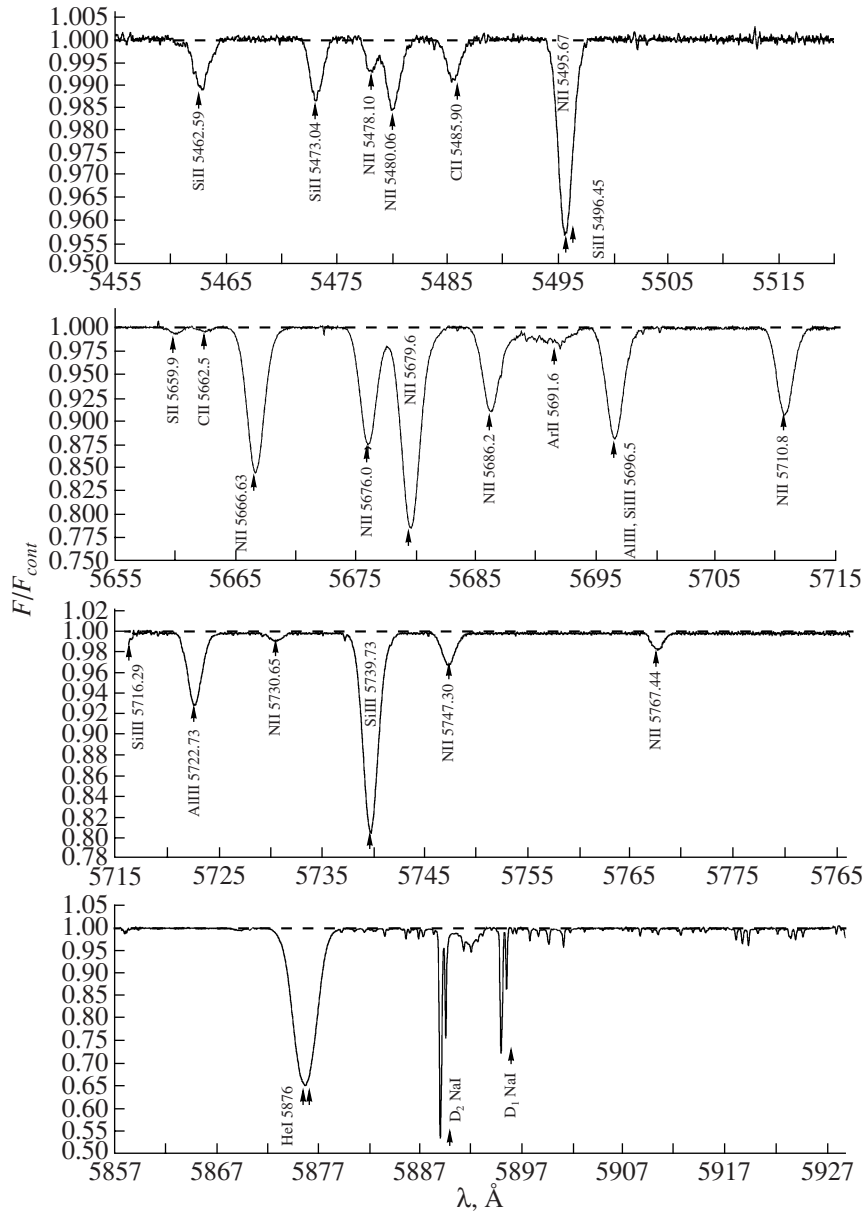 1.005
1.000
0.995
0.990
0.985
0.980
0.975
0.970
0.965
0.960
0.955
0.950
SiII 5462.59
SiII 5473.04
NII 5478.10
NII 5480.06
CII 5485.90
NII 5495.67
SiII 5496.45
5455 5465 5475 5485 5495 5505 5515
1.000
0.975
0.950
0.925
0.900
0.875
0.850
0.825
0.800
0.775
0.750
SII 5659.9
CII 5662.5
NII 5666.63
NII 5676.0
NII 5679.6
NII 5686.2
ArII 5691.6
AlIII, SiIII 5696.5
NII 5710.8
5655 5665 5675 5685 5695 5705 5715
F/Fcont
1.02
1.00
0.98
0.96
0.94
0.92
0.90
0.88
0.86
0.84
0.82
0.80
0.78
SiIII 5716.29
AlIII 5722.73
NII 5730.65
SiIII 5739.73
NII 5747.30
NII 5767.44
5715 5725 5735 5745 5755 5765 5775 5765
1.05
1.00
0.95
0.90
0.85
0.80
0.75
0.70
0.65
0.60
0.55
0.50
HeI 5876
D2 NaI
D1 NaI
5857 5867 5877 5887 5897 5907 5917 5927
λ, Å